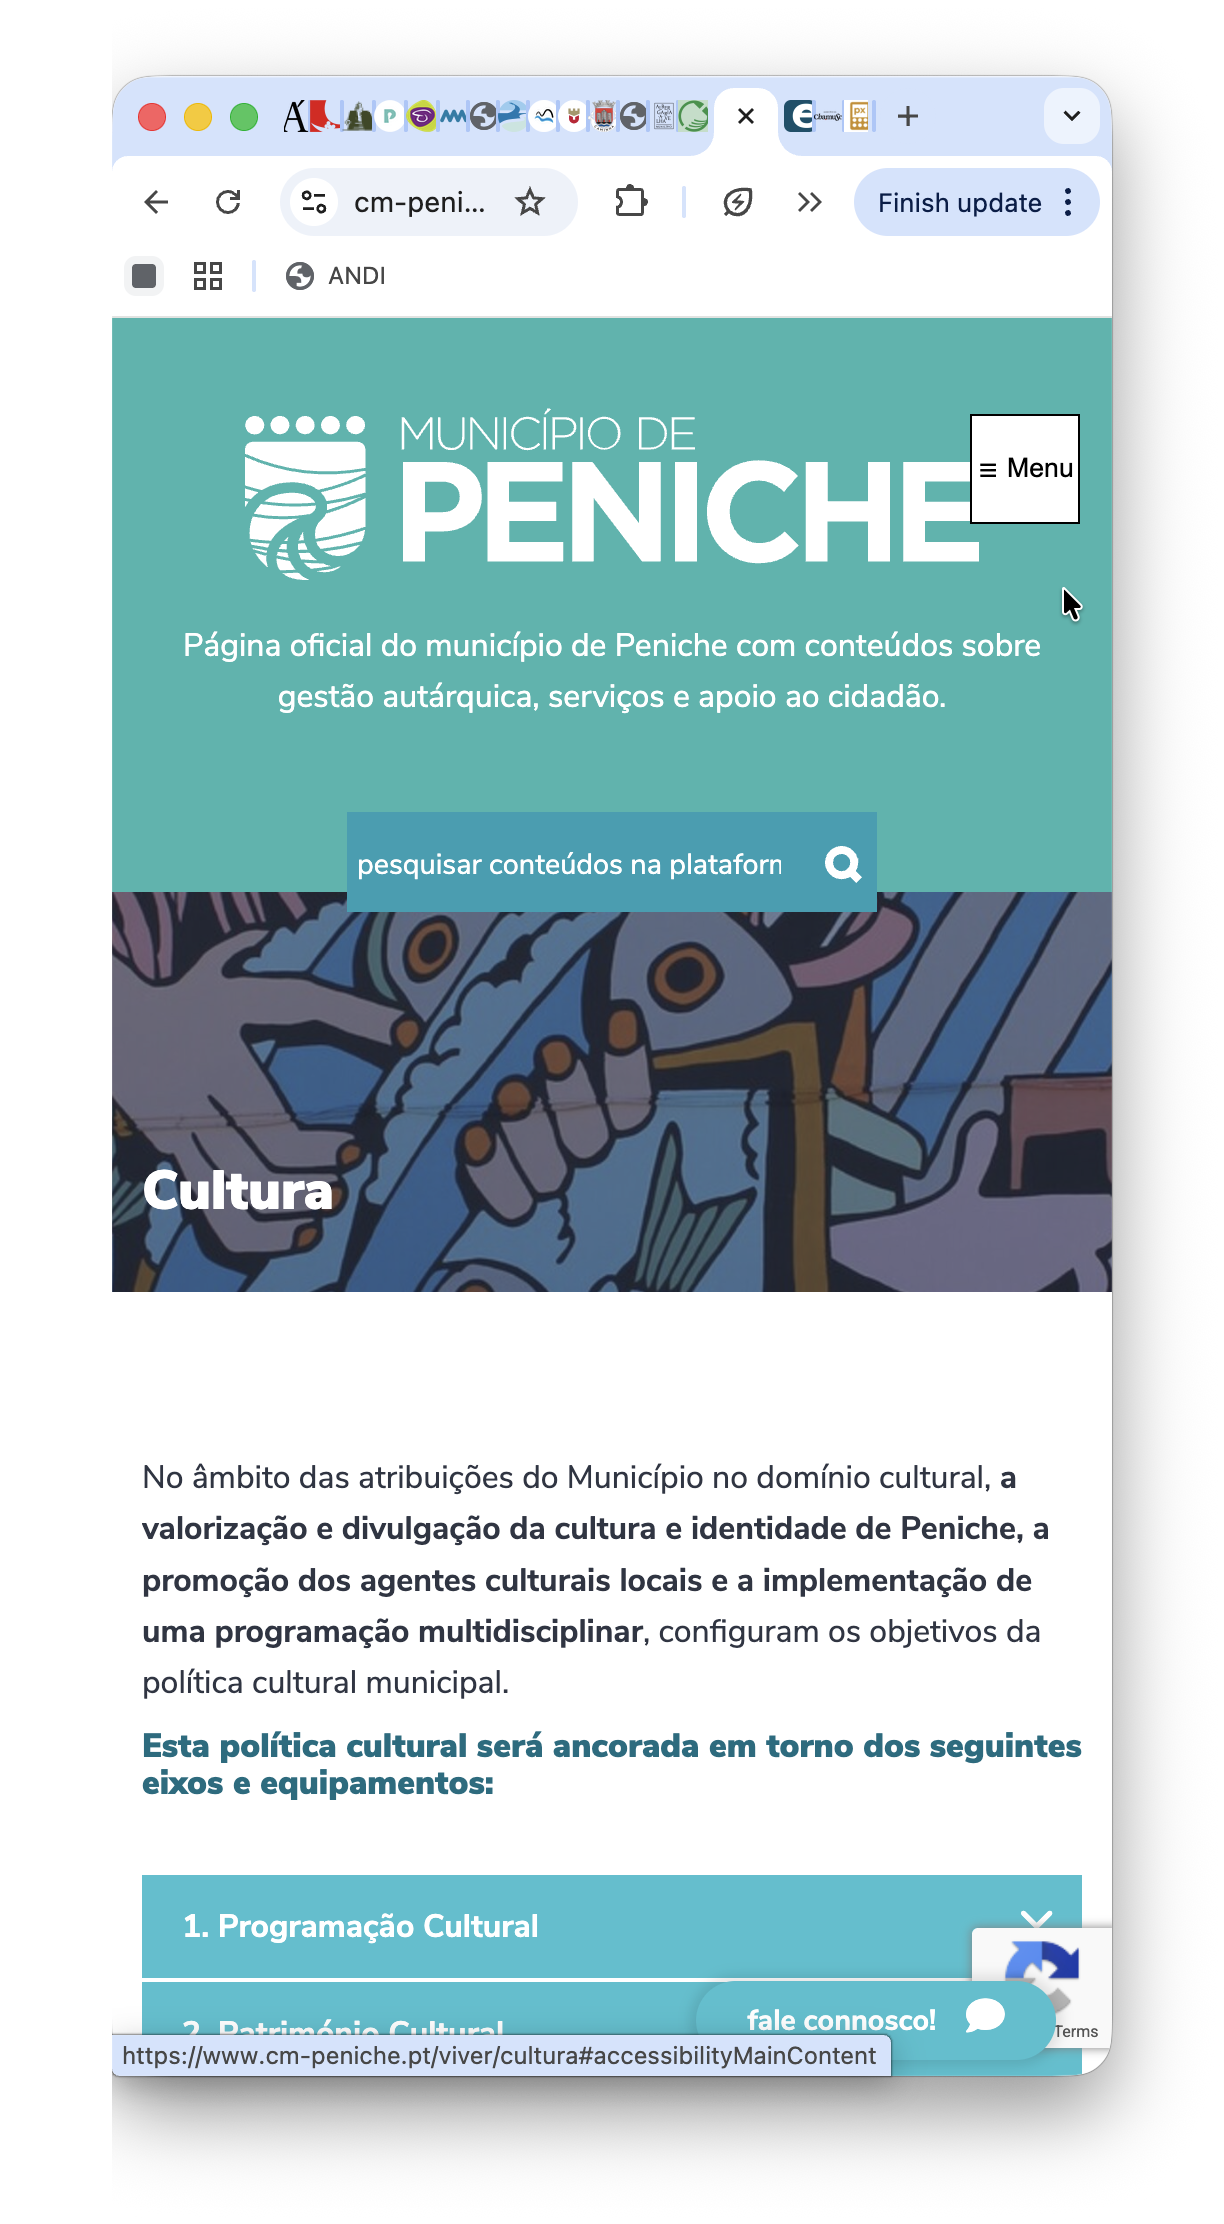 cm-peni...
Finish update
ANDI
MUNICÍPIO DE
PENICHE
≡ Menu
Página oficial do município de Peniche com conteúdos sobre
gestão autárquica, serviços e apoio ao cidadão.
pesquisar conteúdos na plataforn
Cultura
No âmbito das atribuições do Município no domínio cultural, a
valorização e divulgação da cultura e identidade de Peniche, a
promoção dos agentes culturais locais e a implementação de
uma programação multidisciplinar, configuram os objetivos da
política cultural municipal.
Esta política cultural será ancorada em torno dos seguintes
eixos e equipamentos:
1. Programação Cultural
2. Património Cultural
fale connosco!
Terms
https://www.cm-peniche.pt/viver/cultura#accessibilityMainContent